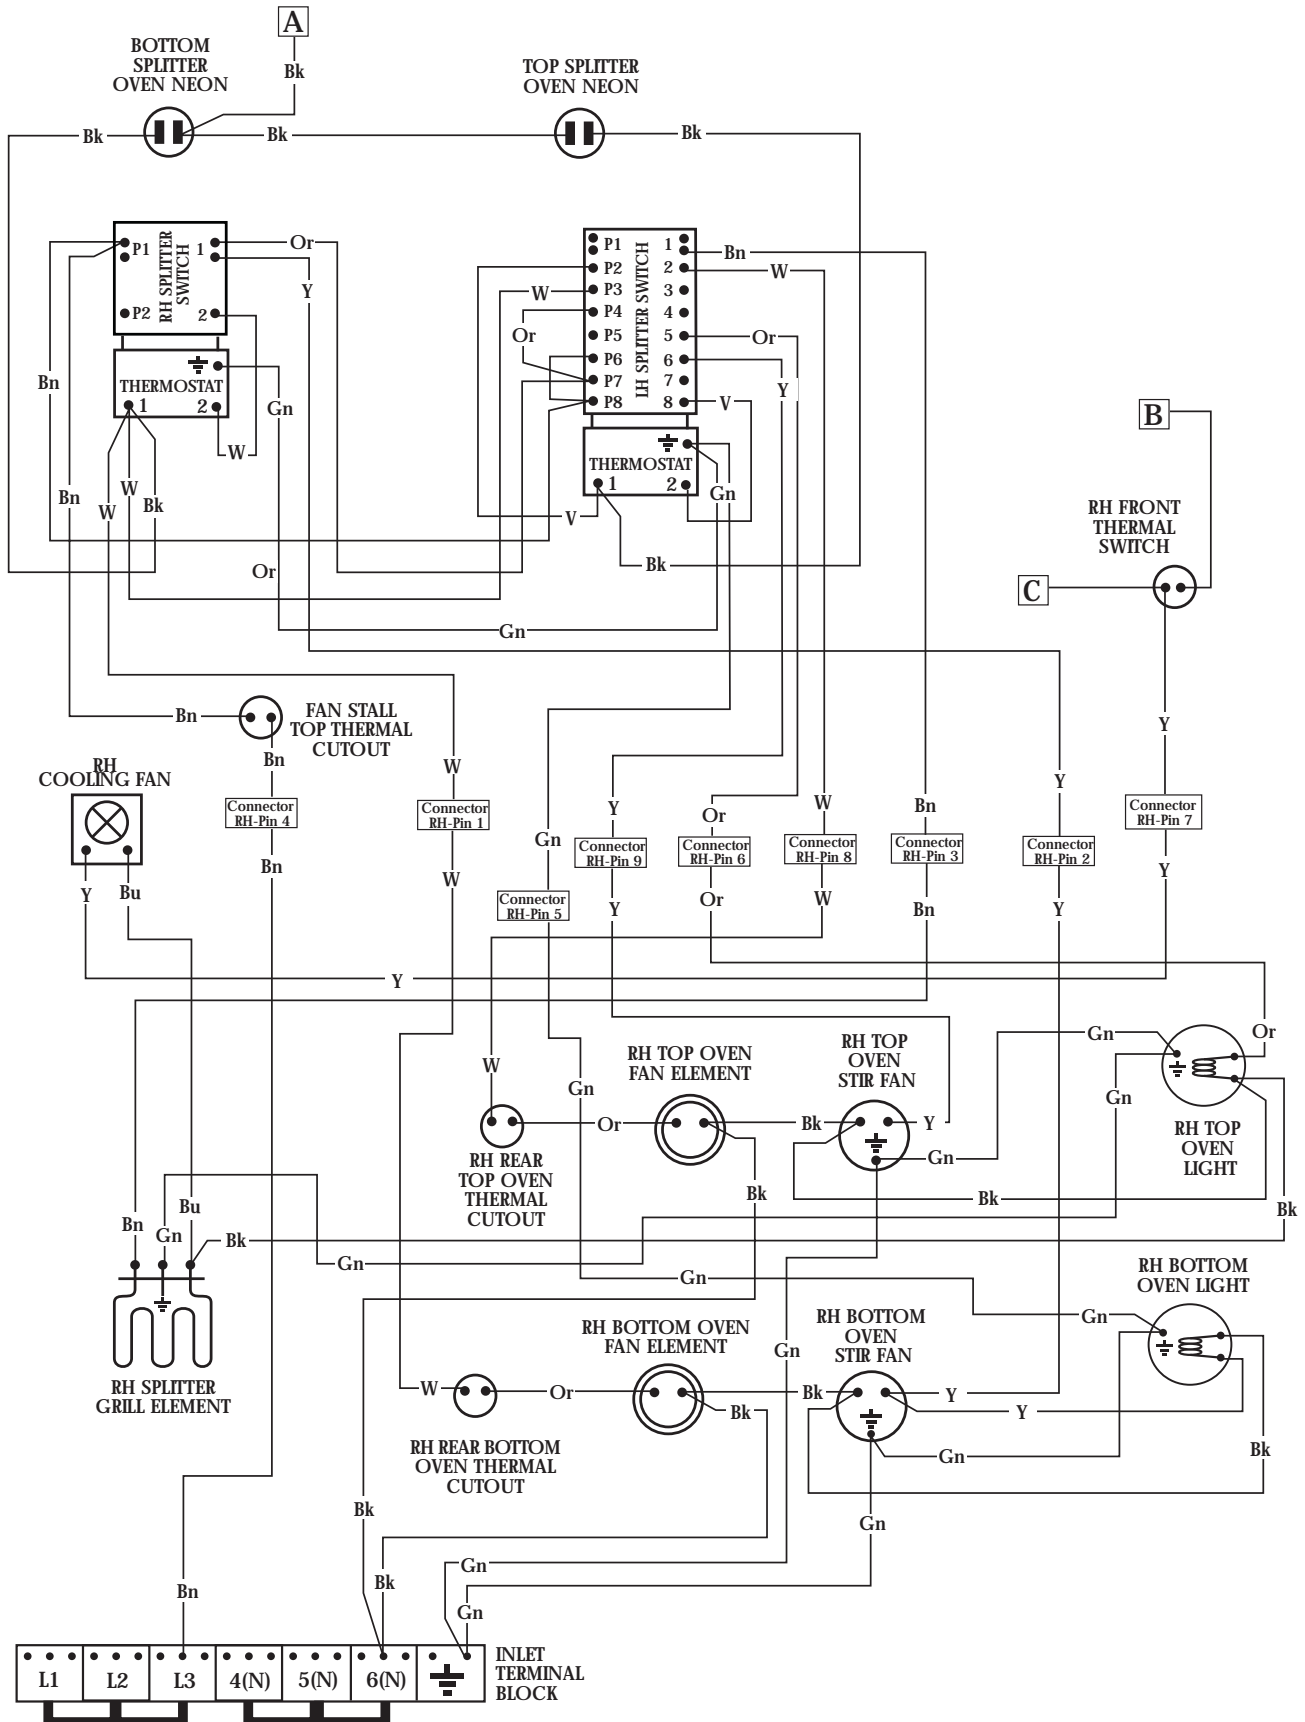 A
BOTTOM
SPLITTER
OVEN NEON
Bk
TOP SPLITTER
OVEN NEON
Bk
Bk
Bk
P1
P2
RH SPLITTER
SWITCH
1
2
Or
Y
THERMOSTAT
1
2
Bn
Gn
W
Bn
W
W
Bk
Or
P1
P2
P3
P4
P5
P6
P7
P8
LH SPLITTER SWITCH
1
2
3
4
5
6
7
8
Bn
W
W
Or
Or
Y
V
THERMOSTAT
1
2
Gn
V
Bk
Gn
B
RH FRONT
THERMAL
SWITCH
C
Bn
FAN STALL
TOP THERMAL
CUTOUT
Bn
Y
RH
COOLING FAN
Connector
RH-Pin 4
W
Connector
RH-Pin 1
Y
Or
W
Bn
Y
Connector
RH-Pin 7
Gn
Connector
RH-Pin 9
Connector
RH-Pin 6
Connector
RH-Pin 8
Connector
RH-Pin 3
Connector
RH-Pin 2
Y
Bu
Bn
W
Connector
RH-Pin 5
Y
Or
W
Bn
Y
Y
Y
W
Gn
RH TOP OVEN
FAN ELEMENT
RH TOP
OVEN
STIR FAN
Gn
Or
Gn
Or
Bk
Y
RH TOP
OVEN
LIGHT
RH REAR
TOP OVEN
THERMAL
CUTOUT
Gn
Bk
Bk
Bk
Bn
Gn
Bu
Bk
Gn
Gn
RH BOTTOM
OVEN LIGHT
RH SPLITTER
GRILL ELEMENT
RH BOTTOM OVEN
FAN ELEMENT
RH BOTTOM
OVEN
STIR FAN
Gn
Gn
W
Or
Bk
Bk
Y
Y
RH REAR BOTTOM
OVEN THERMAL
CUTOUT
Gn
Bk
Bk
Gn
Gn
Bn
Bk
Gn
L1
L2
L3
4(N)
5(N)
6(N)
INLET
TERMINAL
BLOCK